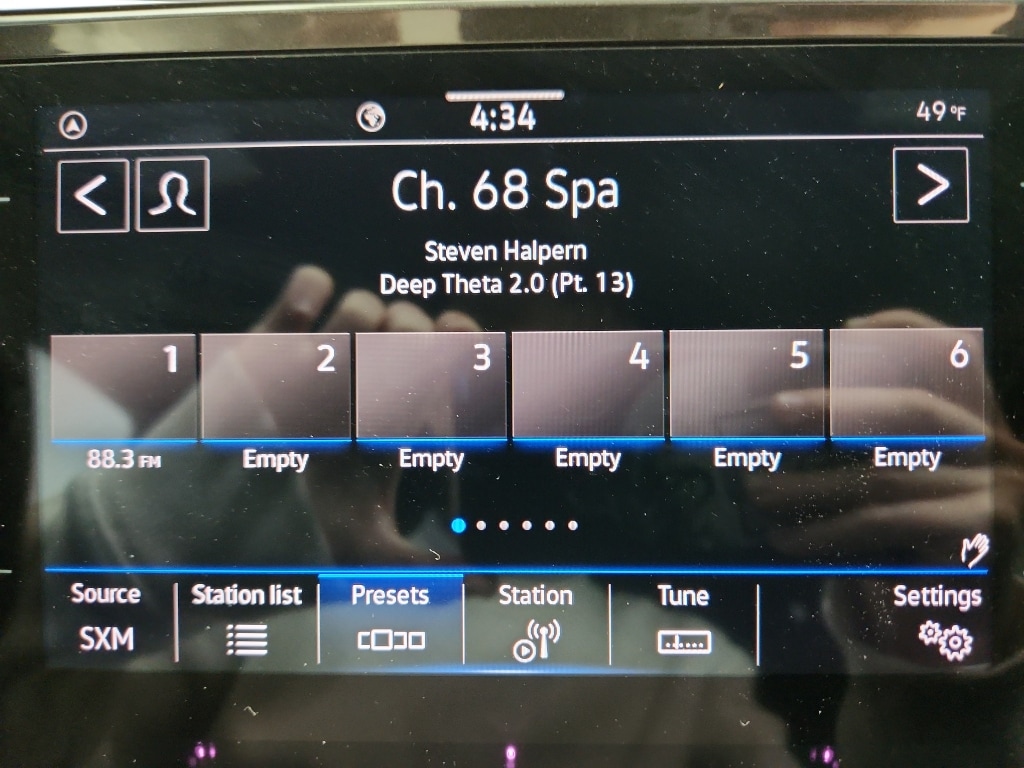 4:34
49°F
Ch. 68 Spa
Steven Halpern
Deep Theta 2.0 (Pt. 13)
1 2 3 4 5 6
88.3 FM Empty Empty Empty Empty Empty
Source Station list Presets Station Tune Settings
SXM